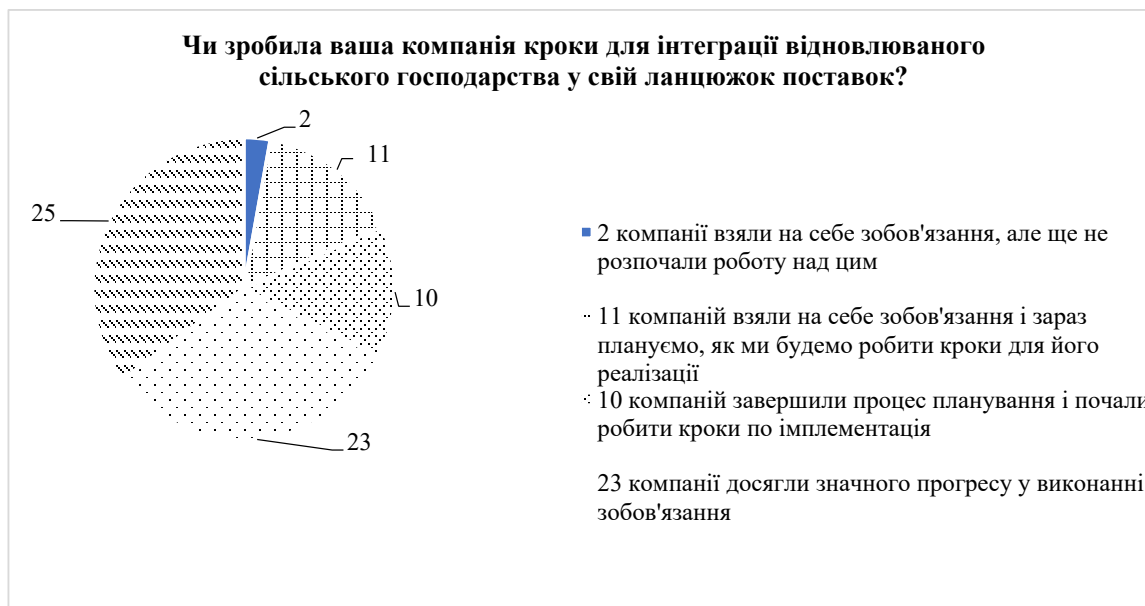 Чи зробила ваша компанія кроки для інтеграції відновлюваного
сільського господарства у свій ланцюжок поставок?
2
11
25
10
23
2 компанії взяли на себе зобов'язання, але ще не
розпочали роботу над цим
11 компаній взяли на себе зобов'язання і зараз
плануємо, як ми будемо робити кроки для його
реалізації
10 компаній завершили процес планування і почали
робити кроки по імплементація
23 компанії досягли значного прогресу у виконанні
зобов'язання